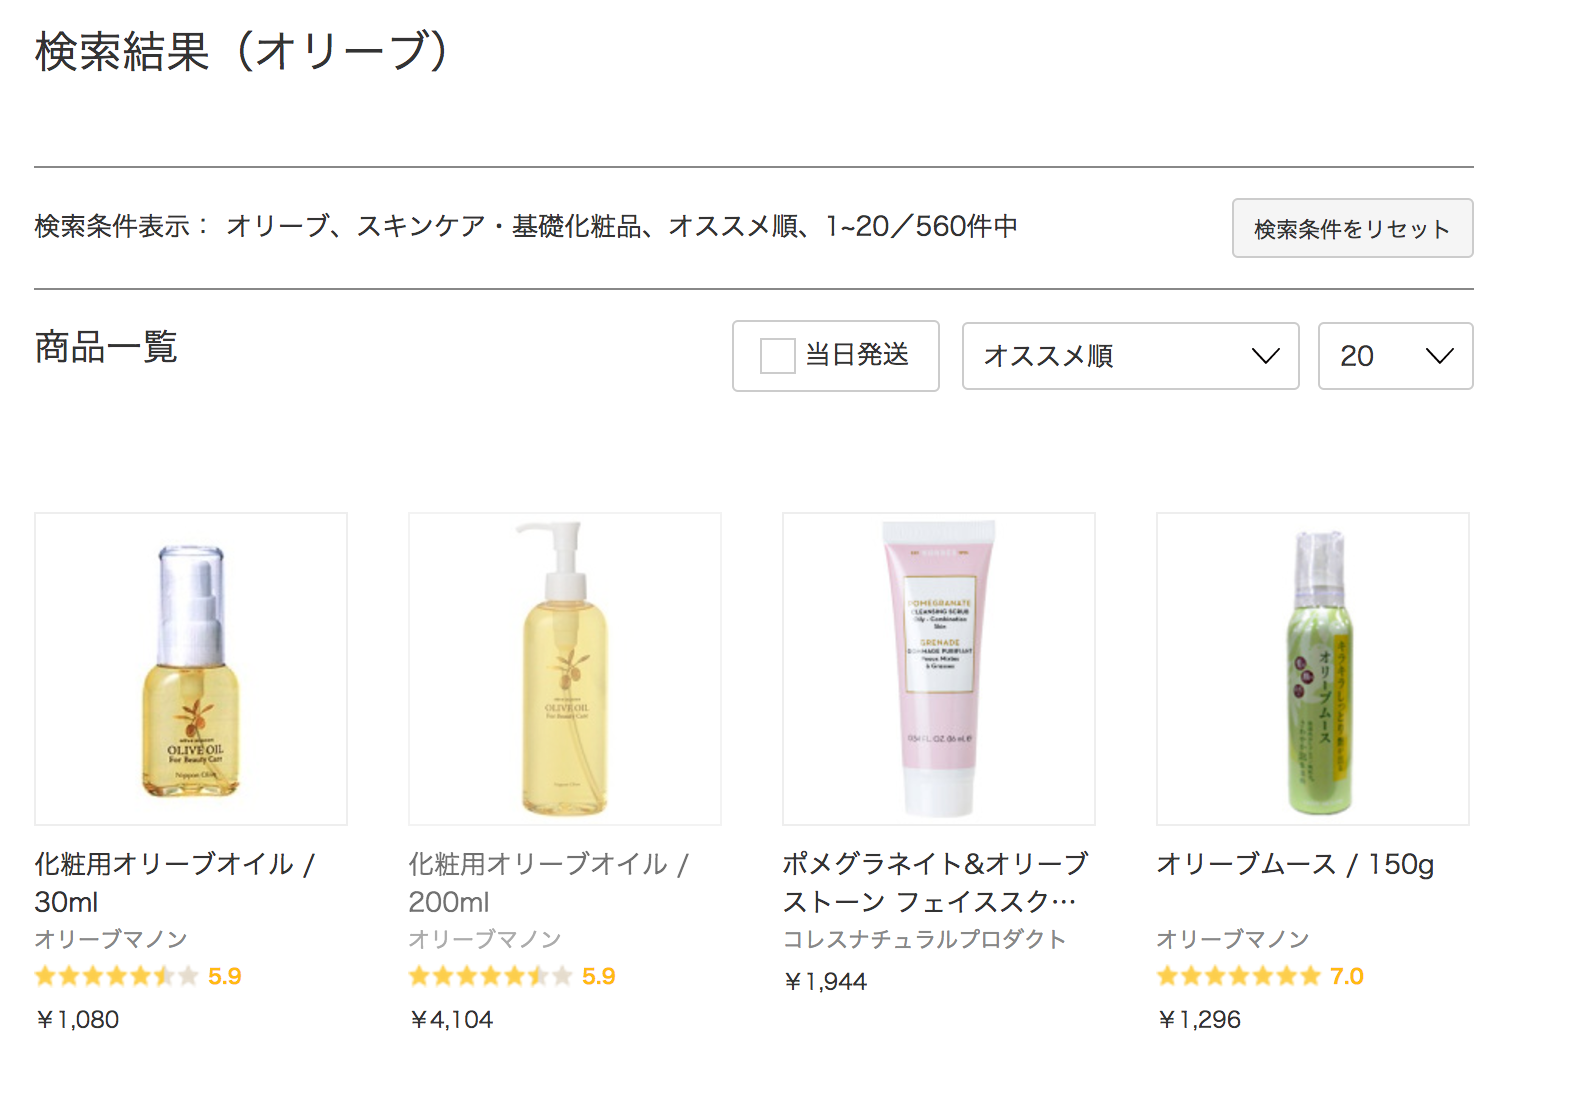 検索結果（オリーブ）
検索条件表示： オリーブ、スキンケア・基礎化粧品、オススメ順、1~20／560件中
検索条件をリセット
商品一覧
当日発送
オススメ順
20
OLIVE OIL
For Beauty Care
Nippon Olive
OLIVE OIL
For Beauty Care
POMEGRANATE
CLEANSING SCRUB
Oily - Combination
Skin
GRENADE
GOMMAGE PURIFIANT
Peaux Mixtes
à Grasses
オリーブムース
化粧用オリーブオイル /
30ml
オリーブマノン
5.9
￥1,080
化粧用オリーブオイル /
200ml
オリーブマノン
5.9
￥4,104
ポメグラネイト&オリーブ
ストーン フェイススク…
コレスナチュラルプロダクト
￥1,944
オリーブムース / 150g
オリーブマノン
7.0
￥1,296